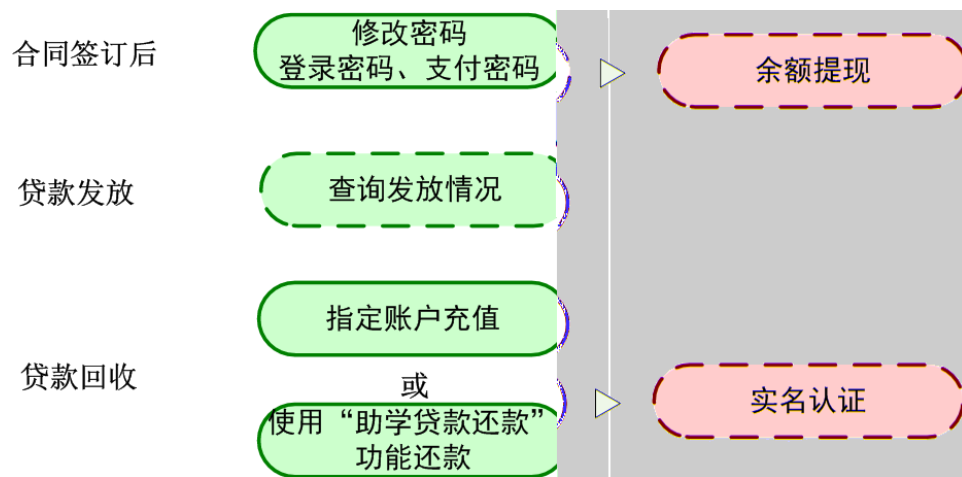 合同签订后
修改密码
登录密码、支付密码
余额提现
贷款发放
查询发放情况
指定账户充值
贷款回收
或
使用“助学贷款还款”
功能还款
实名认证